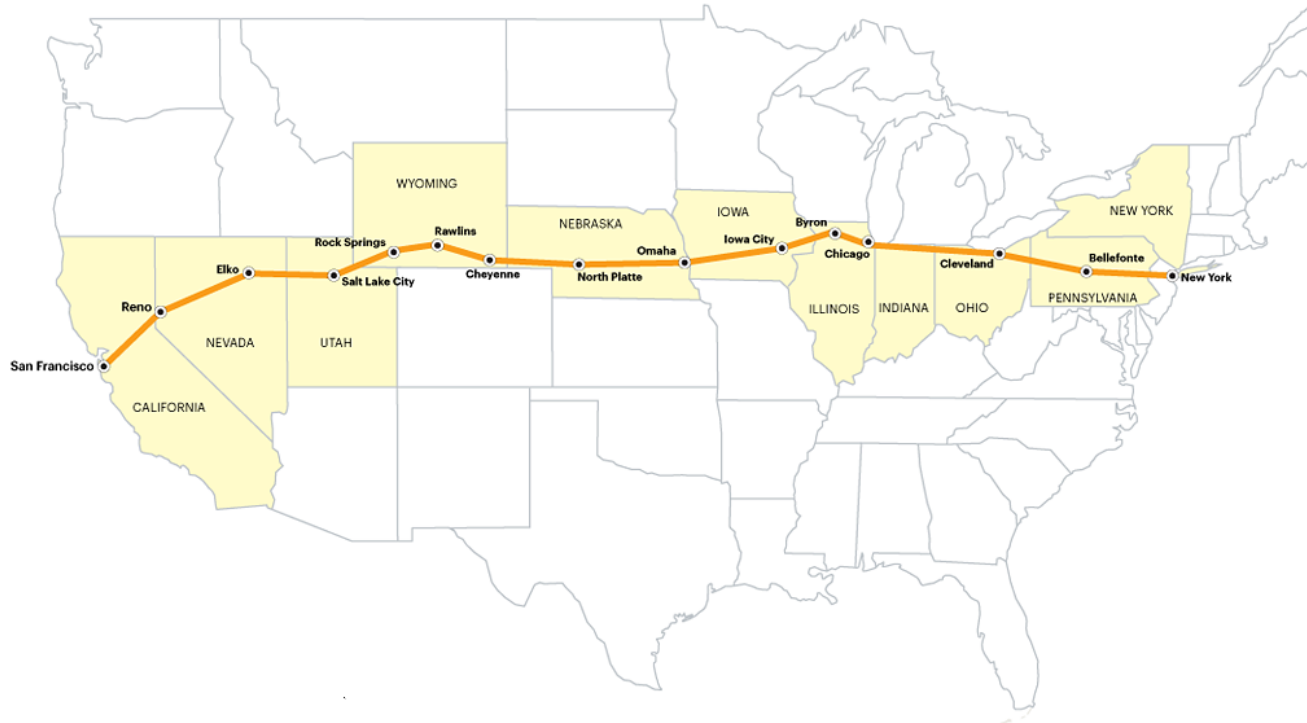 WYOMING
NEW YORK
IOWA
NEBRASKA
Byron
Rawlins
Rock Springs
Iowa City
Omaha
Chicago
Cleveland
Bellefonte
Elko
Cheyenne
North Platte
Salt Lake City
New York
PENNSYLVANIA
Reno
ILLINOIS
INDIANA
OHIO
NEVADA
UTAH
San Francisco
CALIFORNIA